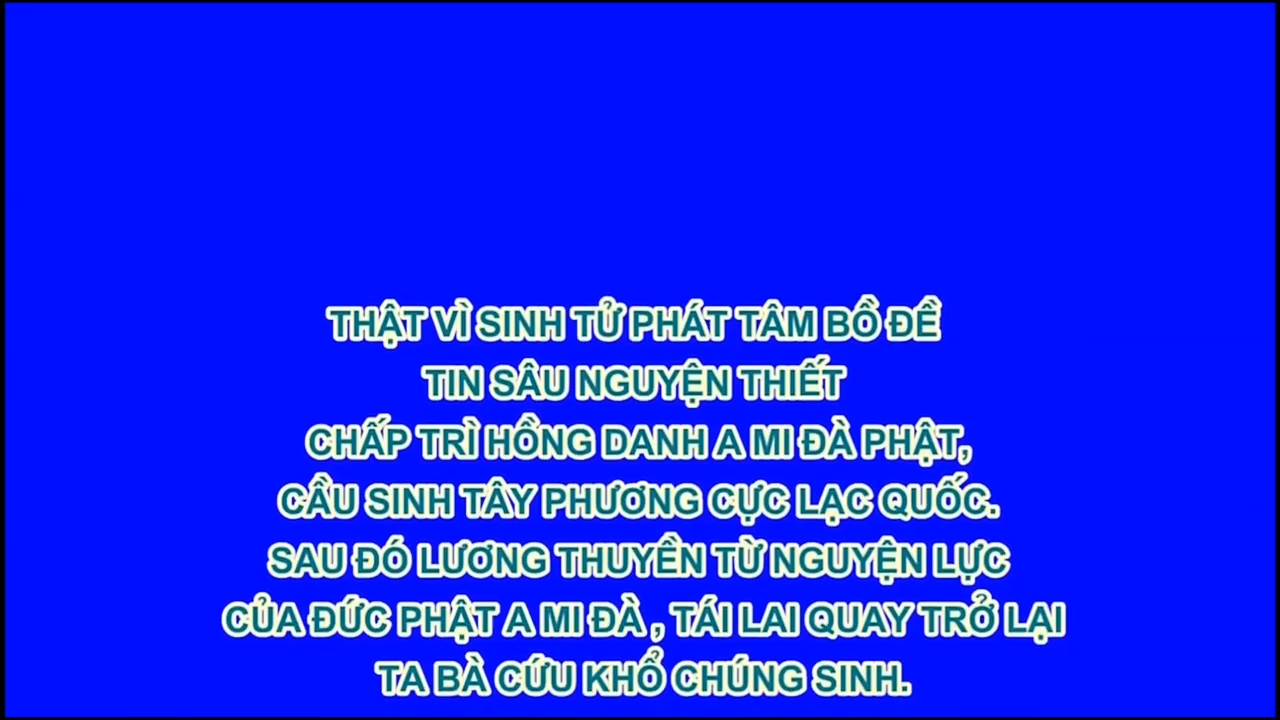 THẬT VÌ SINH TỬ PHÁT TÂM BỒ ĐỀ
TIN SÂU NGUYỆN THIẾT
CHẤP TRÌ HỒNG DANH A MI ĐÀ PHẬT,
CẦU SINH TÂY PHƯƠNG CỰC LẠC QUỐC.
SAU ĐÓ LƯƠNG THUYỀN TỪ NGUYỆN LỰC
CỦA ĐỨC PHẬT A MI ĐÀ , TÁI LAI QUAY TRỞ LẠI
TA BÀ CỨU KHỔ CHÚNG SINH.